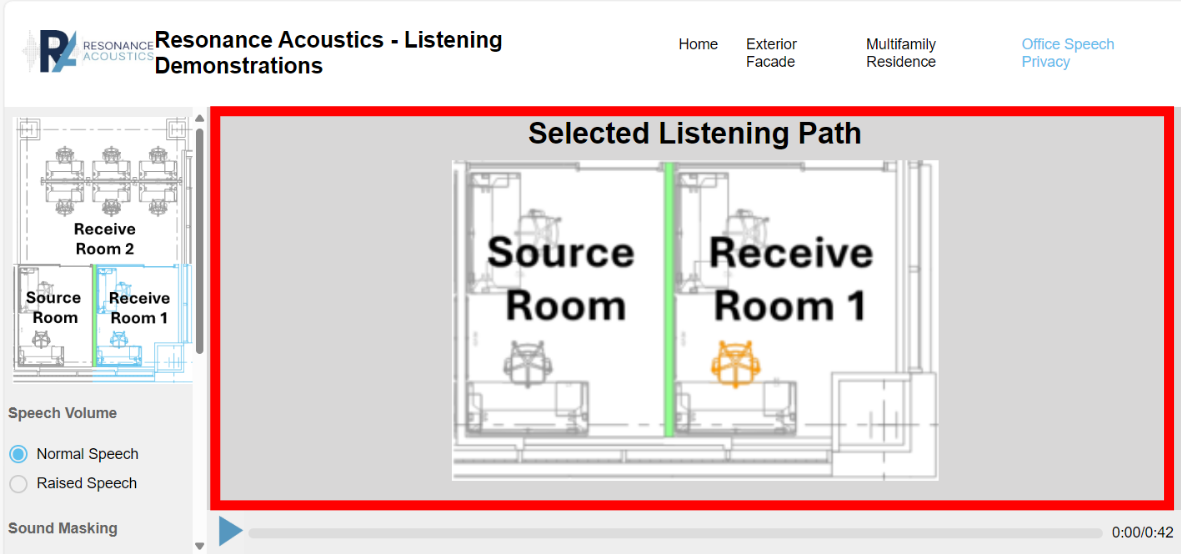 RESONANCE
ACOUSTICS
Resonance Acoustics - Listening
Demonstrations
Home
Exterior
Facade
Multifamily
Residence
Office Speech
Privacy
Receive
Room 2
Source
Room
Receive
Room 1
Speech Volume
Normal Speech
Raised Speech
Sound Masking
Selected Listening Path
Source
Room
Receive
Room 1
0:00/0:42